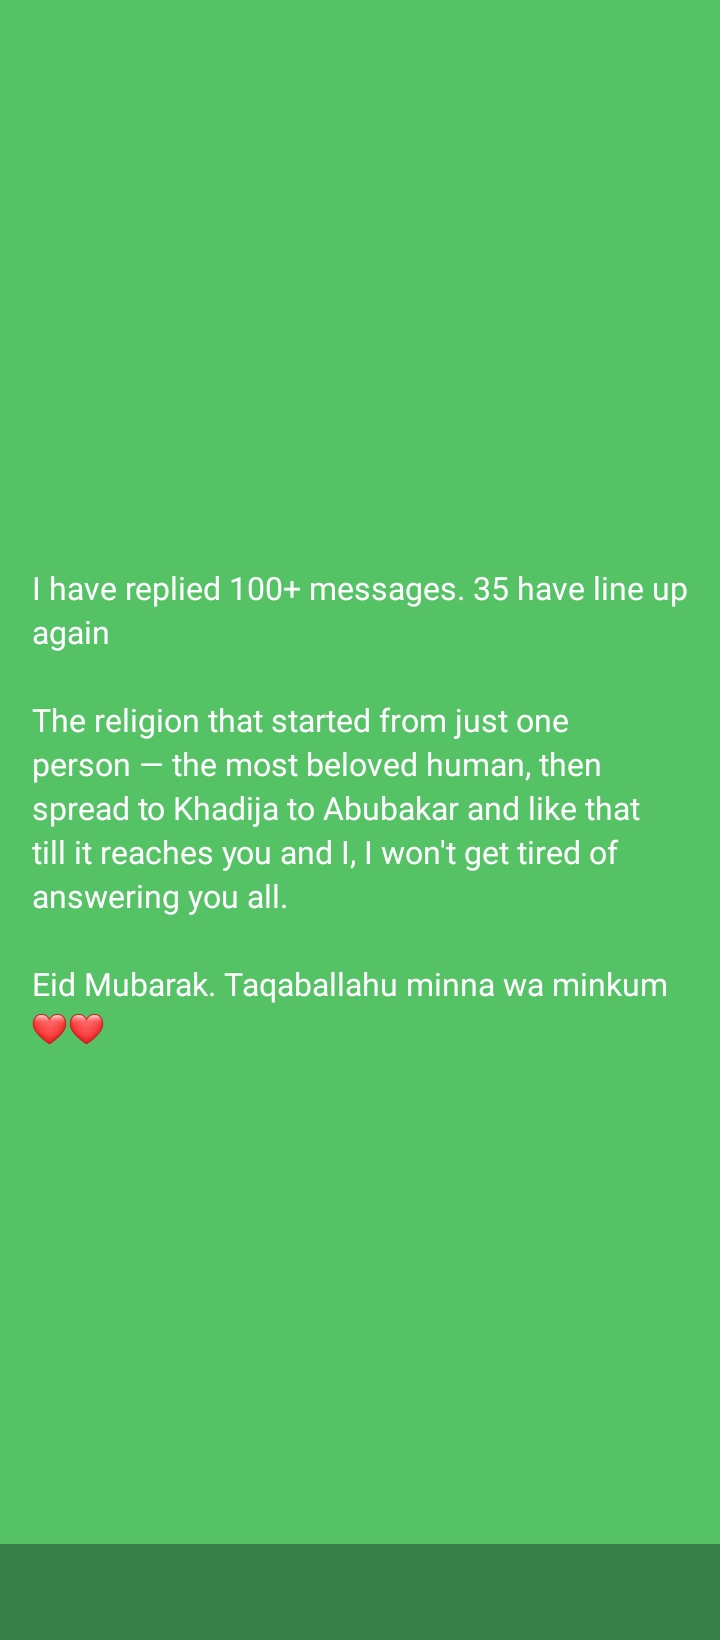 I have replied 100+ messages. 35 have line up
again
The religion that started from just one
person — the most beloved human, then
spread to Khadija to Abubakar and like that
till it reaches you and I, I won't get tired of
answering you all.
Eid Mubarak. Taqaballahu minna wa minkum
❤️❤️